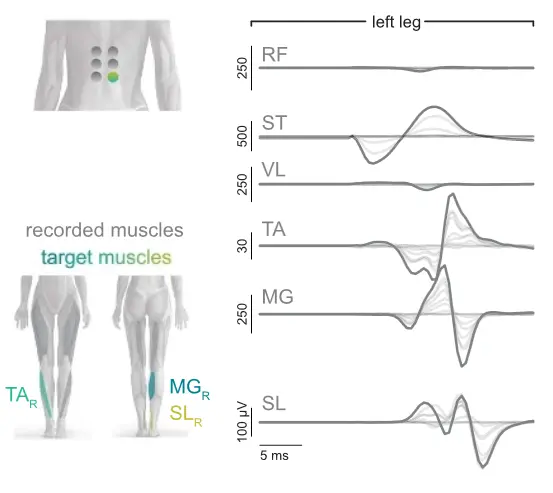 left leg
RF
250
ST
500
VL
250
TA
30
MG
250
SL
100 µV
5 ms
recorded muscles
target muscles
TA_R
MG_R
SL_R